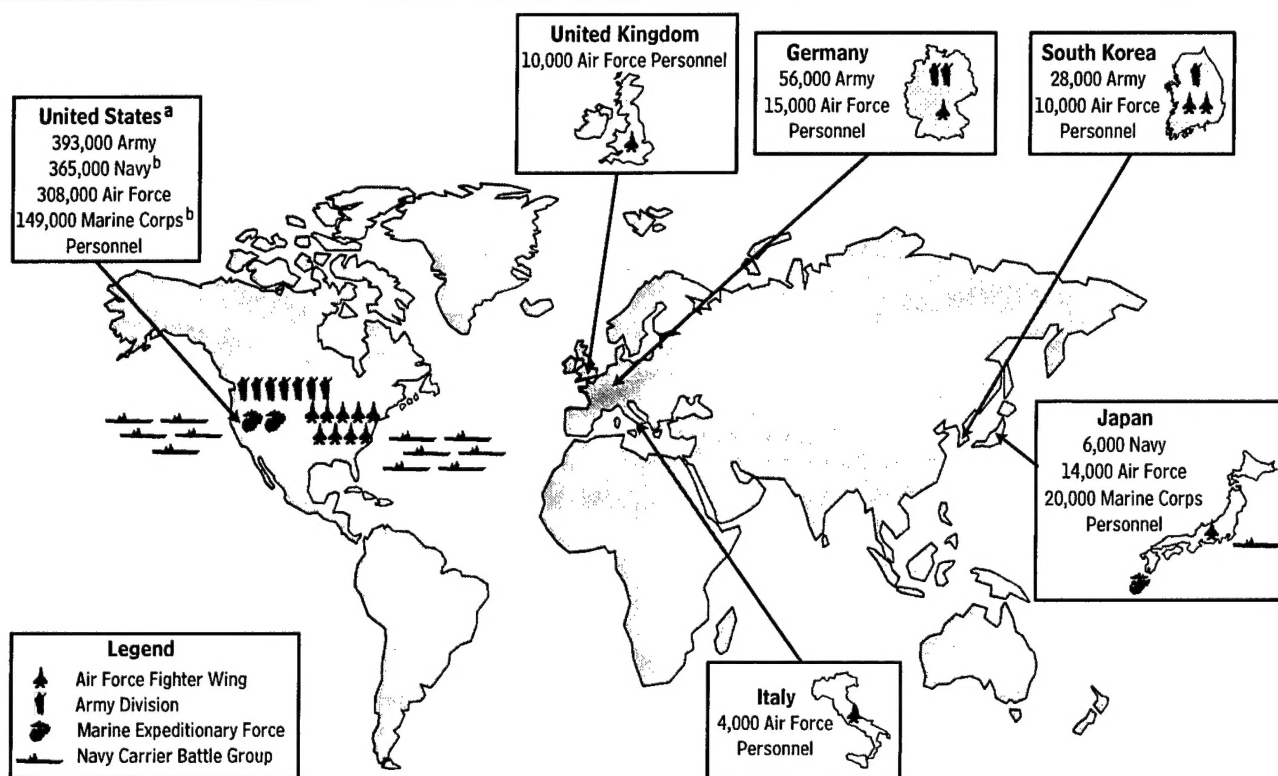 United Kingdom
10,000 Air Force Personnel
Germany
56,000 Army
15,000 Air Force
Personnel
South Korea
28,000 Army
10,000 Air Force
Personnel
United Statesᵃ
393,000 Army
365,000 Navyᵇ
308,000 Air Force
149,000 Marine Corpsᵇ
Personnel
Japan
6,000 Navy
14,000 Air Force
20,000 Marine Corps
Personnel
Italy
4,000 Air Force
Personnel
Legend
Air Force Fighter Wing
Army Division
Marine Expeditionary Force
Navy Carrier Battle Group